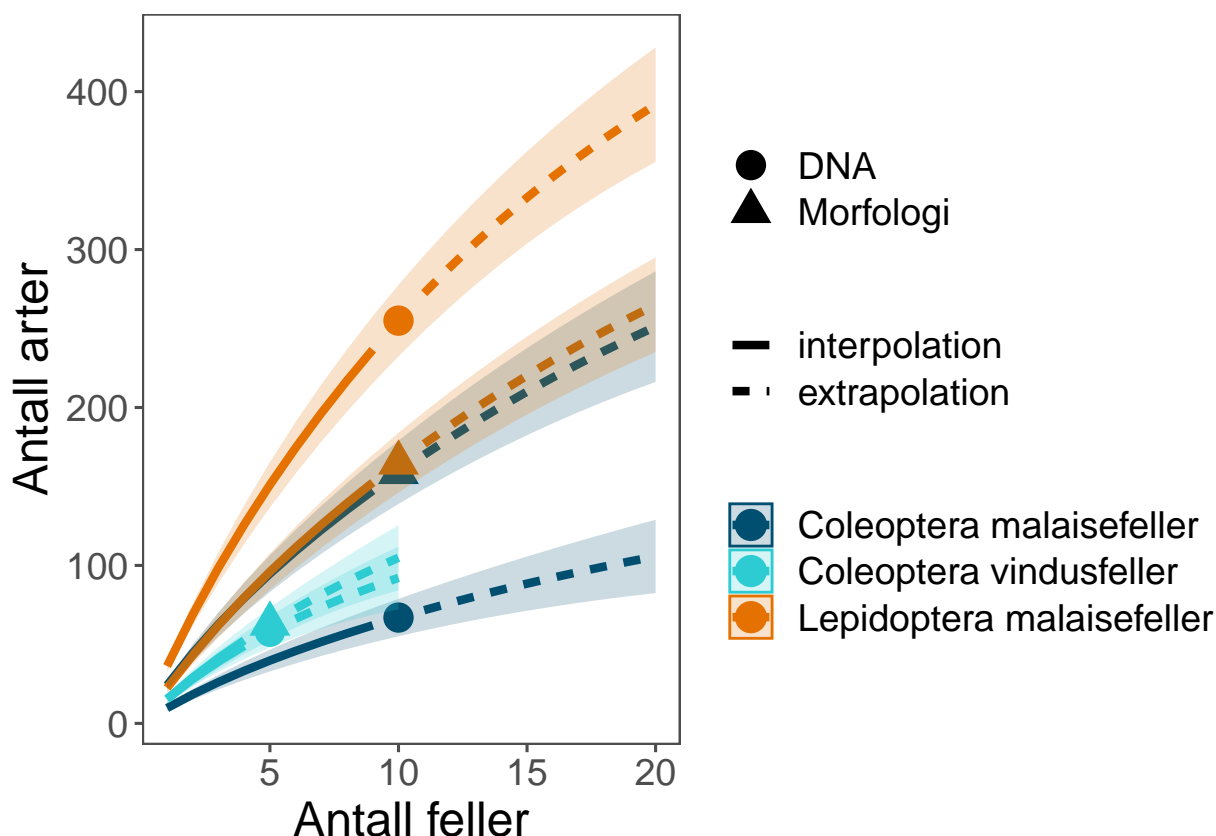 Antall arter
400
300
200
100
0
5 10 15 20
Antall feller
DNA
Morfologi
interpolation
extrapolation
Coleoptera malaisefeller
Coleoptera vindusfeller
Lepidoptera malaisefeller